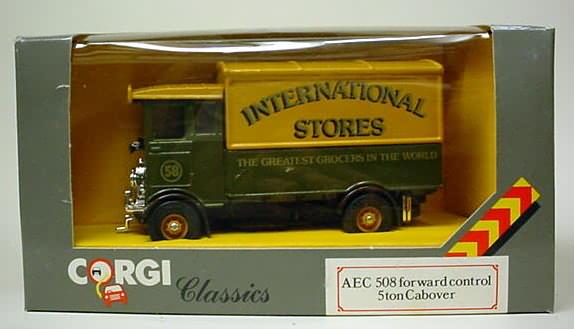 INTERNATIONAL
STORES
THE GREATEST GROCERS IN THE WORLD
58
CORGI
Classics
AEC 508 forward control
5ton Cabover